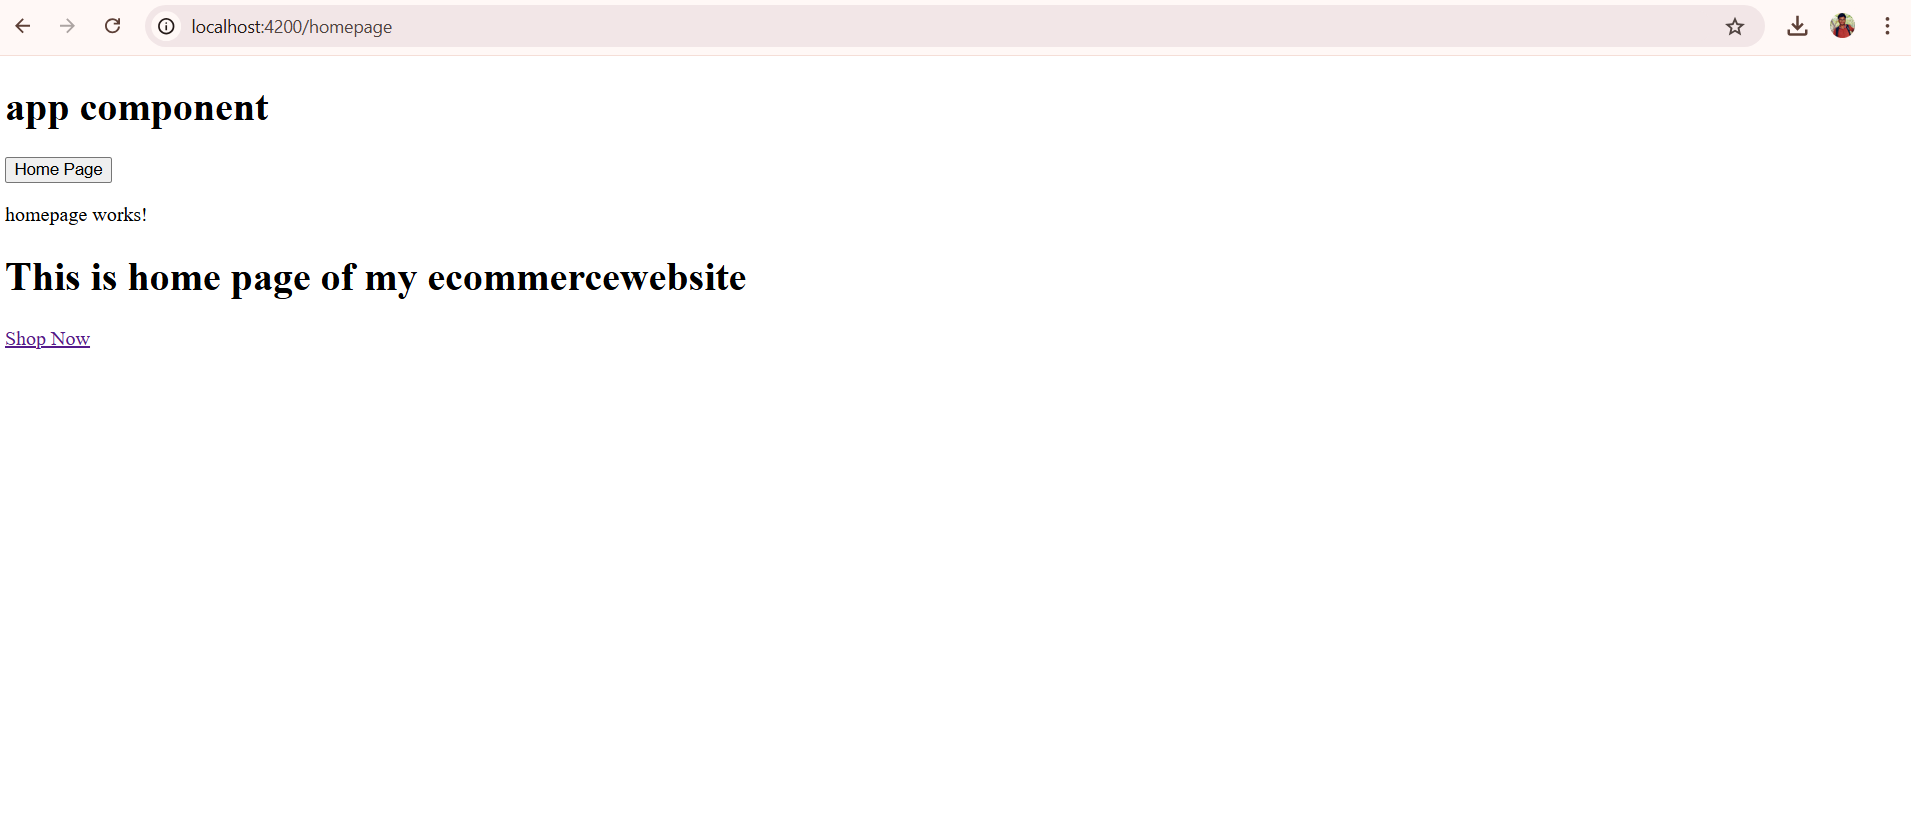 localhost:4200/homepage
app component
Home Page
homepage works!
This is home page of my ecommercewebsite
Shop Now